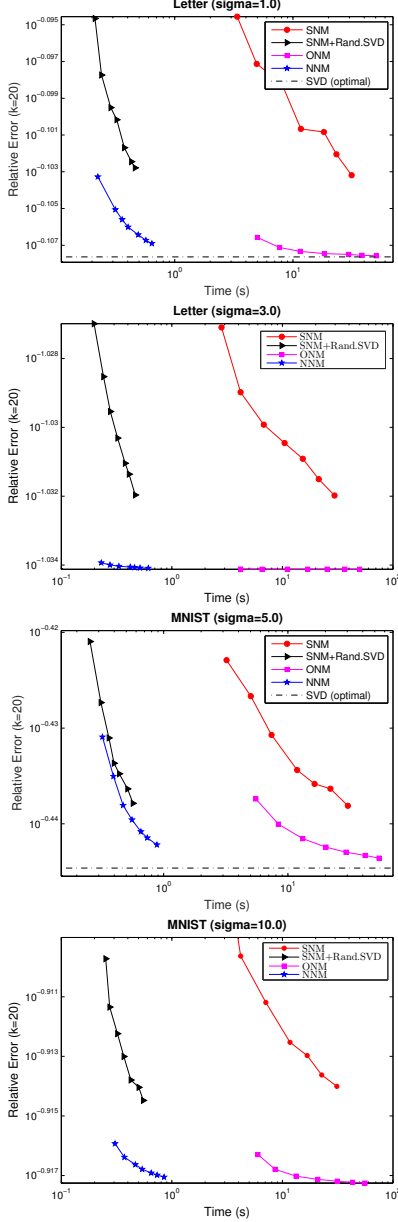 Letter (sigma=1.0)
Relative Error (k=20)
10^-0.095
10^-0.097
10^-0.099
10^-0.101
10^-0.103
10^-0.105
10^-0.107
SNM
SNM+Rand.SVD
ONM
NNM
SVD (optimal)
10^0 10^1
Time (s)
Letter (sigma=3.0)
Relative Error (k=20)
10^-1.028
10^-1.03
10^-1.032
10^-1.034
SNM
SNM+Rand.SVD
ONM
NNM
10^-1 10^0 10^1 10^2
Time (s)
MNIST (sigma=5.0)
Relative Error (k=20)
10^-0.42
10^-0.43
10^-0.44
SNM
SNM+Rand.SVD
ONM
NNM
SVD (optimal)
10^0 10^1
Time (s)
MNIST (sigma=10.0)
Relative Error (k=20)
10^-0.911
10^-0.913
10^-0.915
10^-0.917
SNM
SNM+Rand.SVD
ONM
NNM
10^-1 10^0 10^1 10^2
Time (s)